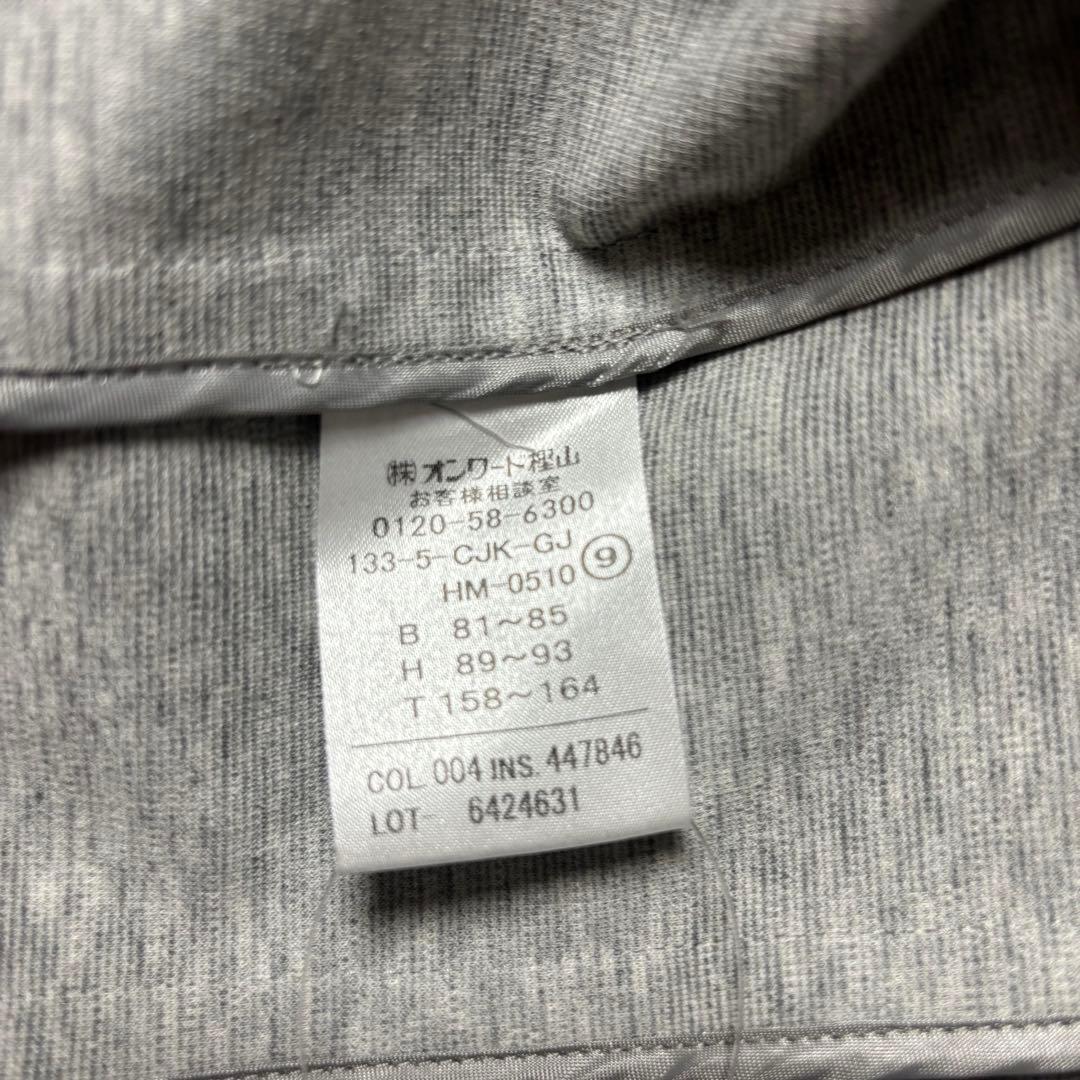 ㈱オンワード樫山
お客様相談室
0120-58-6300
133-5-CJK-GJ
HM-0510 ⑨
B 81〜85
H 89〜93
T 158〜164
COL 004 INS. 447846
LOT- 6424631